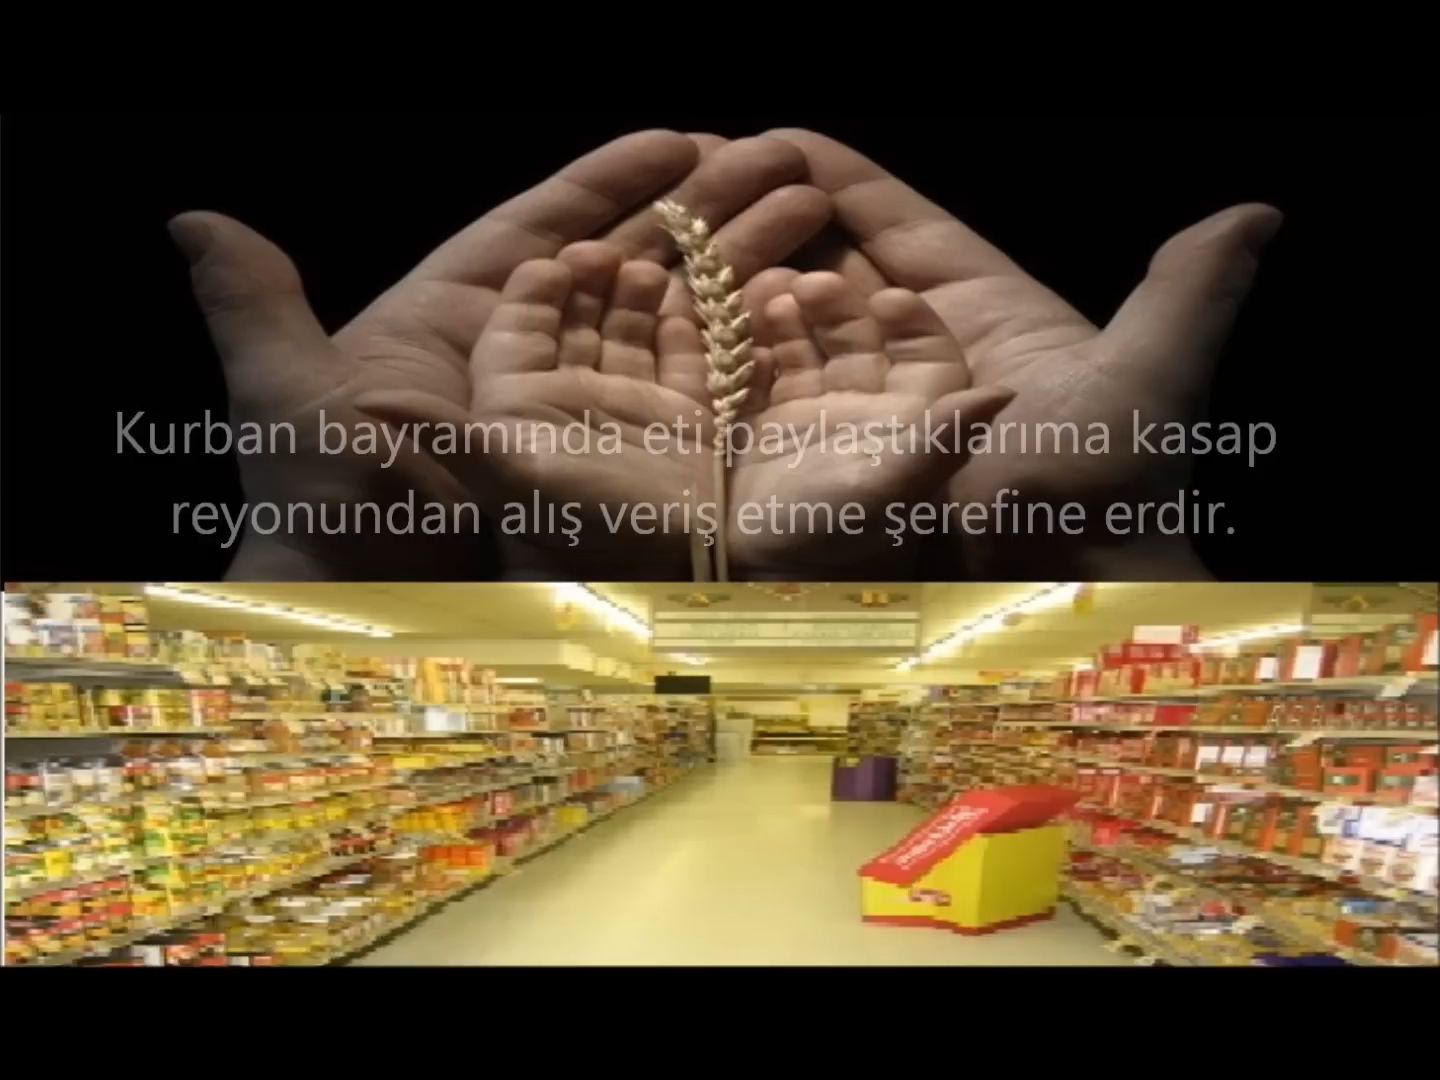 Kurban bayramında eti paylaştıklarıma kasap
reyonundan alış veriş etme şerefine erdir.